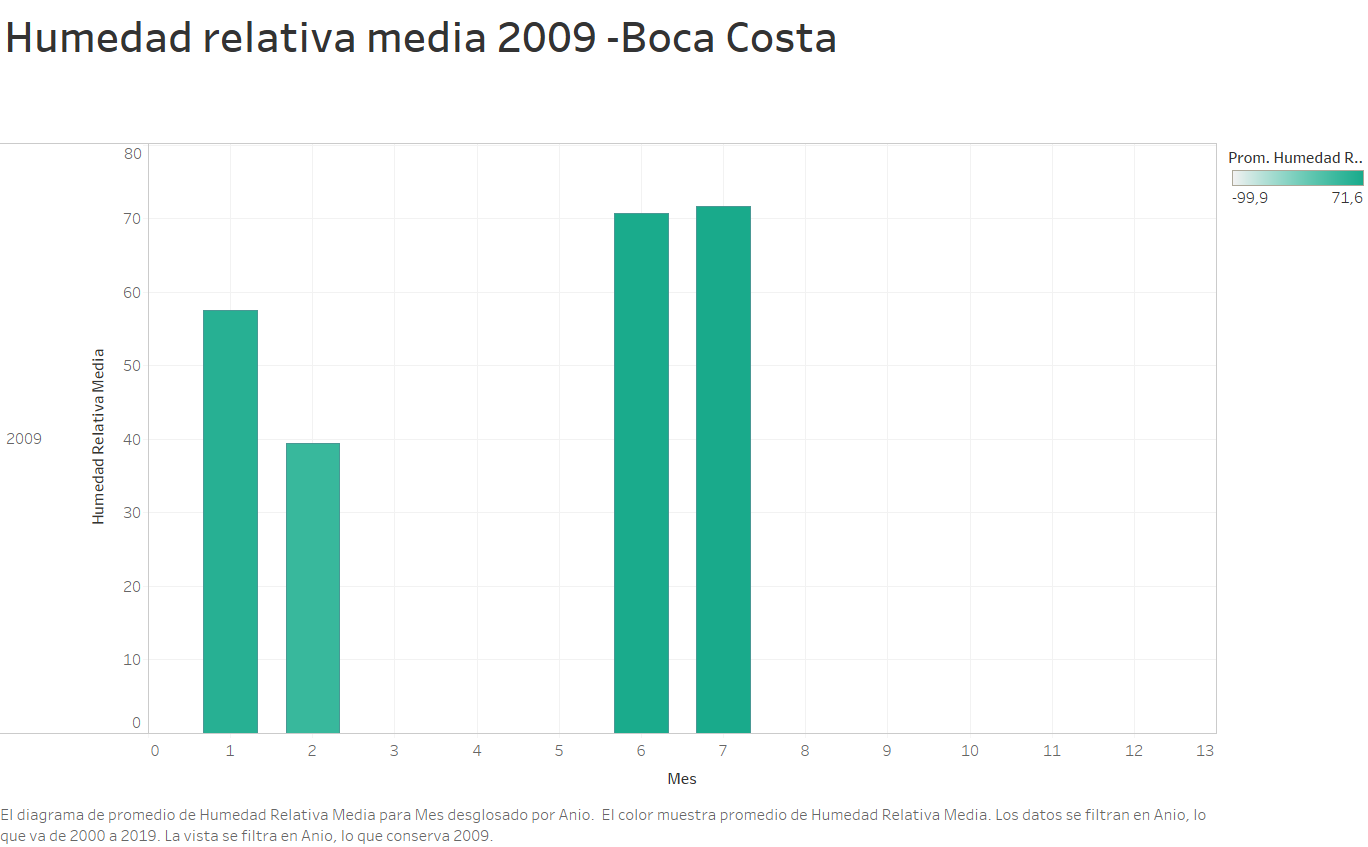 Humedad relativa media 2009 -Boca Costa
Prom. Humedad R..
-99,9 71,6
80
70
60
50
40
30
20
10
0
Humedad Relativa Media
2009
0 1 2 3 4 5 6 7 8 9 10 11 12 13
Mes
El diagrama de promedio de Humedad Relativa Media para Mes desglosado por Anio.  El color muestra promedio de Humedad Relativa Media. Los datos se filtran en Anio, lo
que va de 2000 a 2019. La vista se filtra en Anio, lo que conserva 2009.